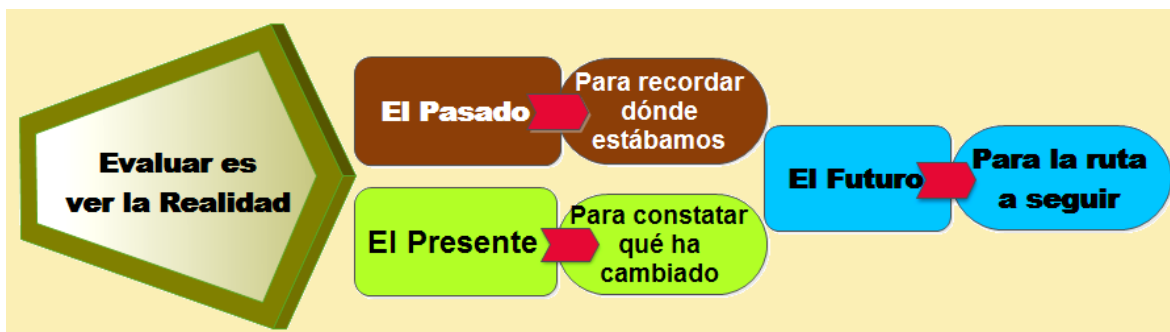 Evaluar es
ver la Realidad
El Pasado
Para recordar
dónde
estábamos
El Presente
Para constatar
qué ha
cambiado
El Futuro
Para la ruta
a seguir